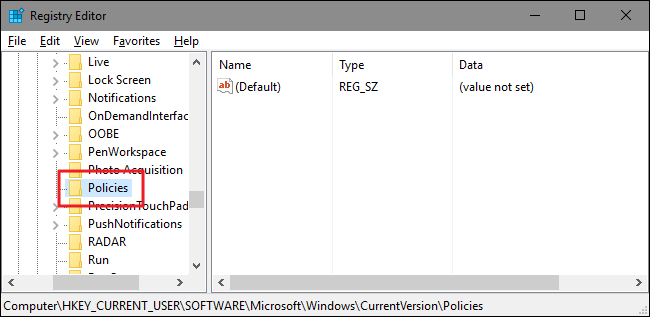 Registry Editor
File Edit View Favorites Help
Live
Lock Screen
Notifications
OnDemandInterfac
OOBE
PenWorkspace
Photo Acquisition
Policies
PrecisionTouchPad
PushNotifications
RADAR
Run
Name Type Data
ab (Default) REG_SZ (value not set)
Computer\HKEY_CURRENT_USER\SOFTWARE\Microsoft\Windows\CurrentVersion\Policies